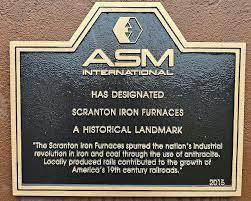 ASM
INTERNATIONAL
HAS DESIGNATED
SCRANTON IRON FURNACES
A HISTORICAL LANDMARK
"The Scranton Iron Furnaces spurred the nation's industrial
revolution in iron and coal through the use of anthracite.
Locally produced rails contributed to the growth of
America's 19th century railroads."
2015